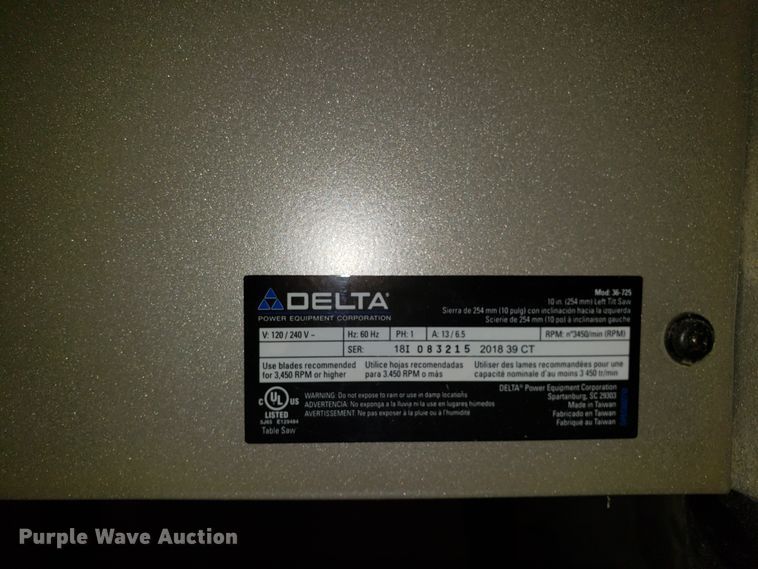 DELTA®
POWER EQUIPMENT CORPORATION
Mod: 36-725
10 in. (254 mm) Left Tilt Saw
Sierra de 254 mm (10 pulg) con inclinación hacia la izquierda
Scierie de 254 mm (10 po) à inclinaison gauche
V: 120 / 240 V ~ Hz: 60 Hz PH: 1 A: 13 / 6.5 RPM: n°3450/min (RPM)
SER: 18I 083215 2018 39 CT
Use blades recommended for 3,450 RPM or higher
Utilice hojas recomendadas para 3.450 RPM o más
Utiliser des lames recommandées pour une capacité nominale d'au moins 3 450 tr/min
C UL US
LISTED
E129484
Table Saw
WARNING: Do not expose to rain or use in damp locations
ADVERTENCIA: No exponga a la lluvia ni la use en lugares húmedos
AVERTISSEMENT: Ne pas exposer à la pluie ou à l'humidité
DELTA® Power Equipment Corporation
Spartanburg, SC 29303
Made in Taiwan
Fabricado en Taiwan
Fabriqué au Taiwan
Purple Wave Auction